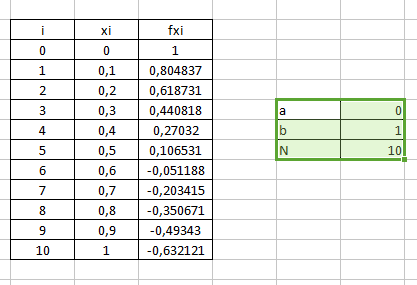 i xi fxi
0 0 1
1 0,1 0,804837
2 0,2 0,618731
3 0,3 0,440818
4 0,4 0,27032
5 0,5 0,106531
6 0,6 -0,051188
7 0,7 -0,203415
8 0,8 -0,350671
9 0,9 -0,49343
10 1 -0,632121
a 0
b 1
N 10